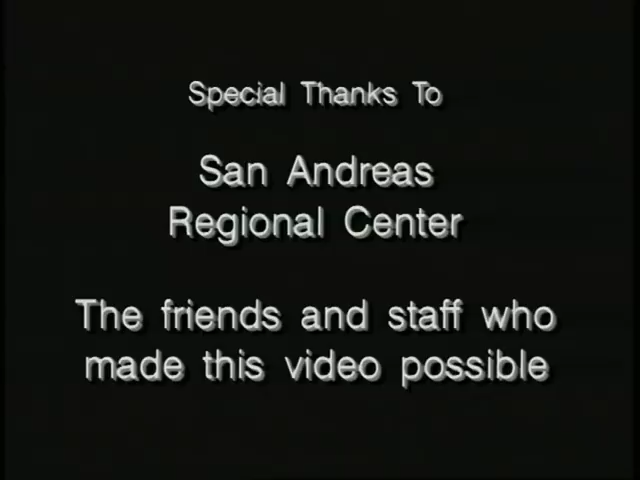 Special Thanks To
San Andreas
Regional Center
The friends and staff who
made this video possible